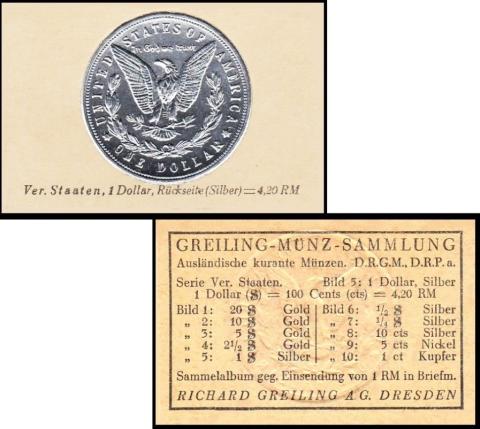 UNITED STATES OF AMERICA
In God we trust
ONE DOLLAR
Ver. Staaten, 1 Dollar, Rückseite (Silber) = 4,20 RM
GREILING-MÜNZ-SAMMLUNG
Ausländische kurante Münzen. D.R.G.M., D.R.P. a.
Serie Ver. Staaten. Bild 5: 1 Dollar, Silber
1 Dollar ($) = 100 Cents (cts) = 4,20 RM
Bild 1: 20 $ Gold Bild 6: 1/2 $ Silber
„ 2: 10 $ Gold „ 7: 1/4 $ Silber
„ 3: 5 $ Gold „ 8: 10 cts Silber
„ 4: 2 1/2 $ Gold „ 9: 5 cts Nickel
„ 5: 1 $ Silber „ 10: 1 ct Kupfer
Sammelalbum geg. Einsendung von 1 RM in Briefm.
RICHARD GREILING A.G. DRESDEN